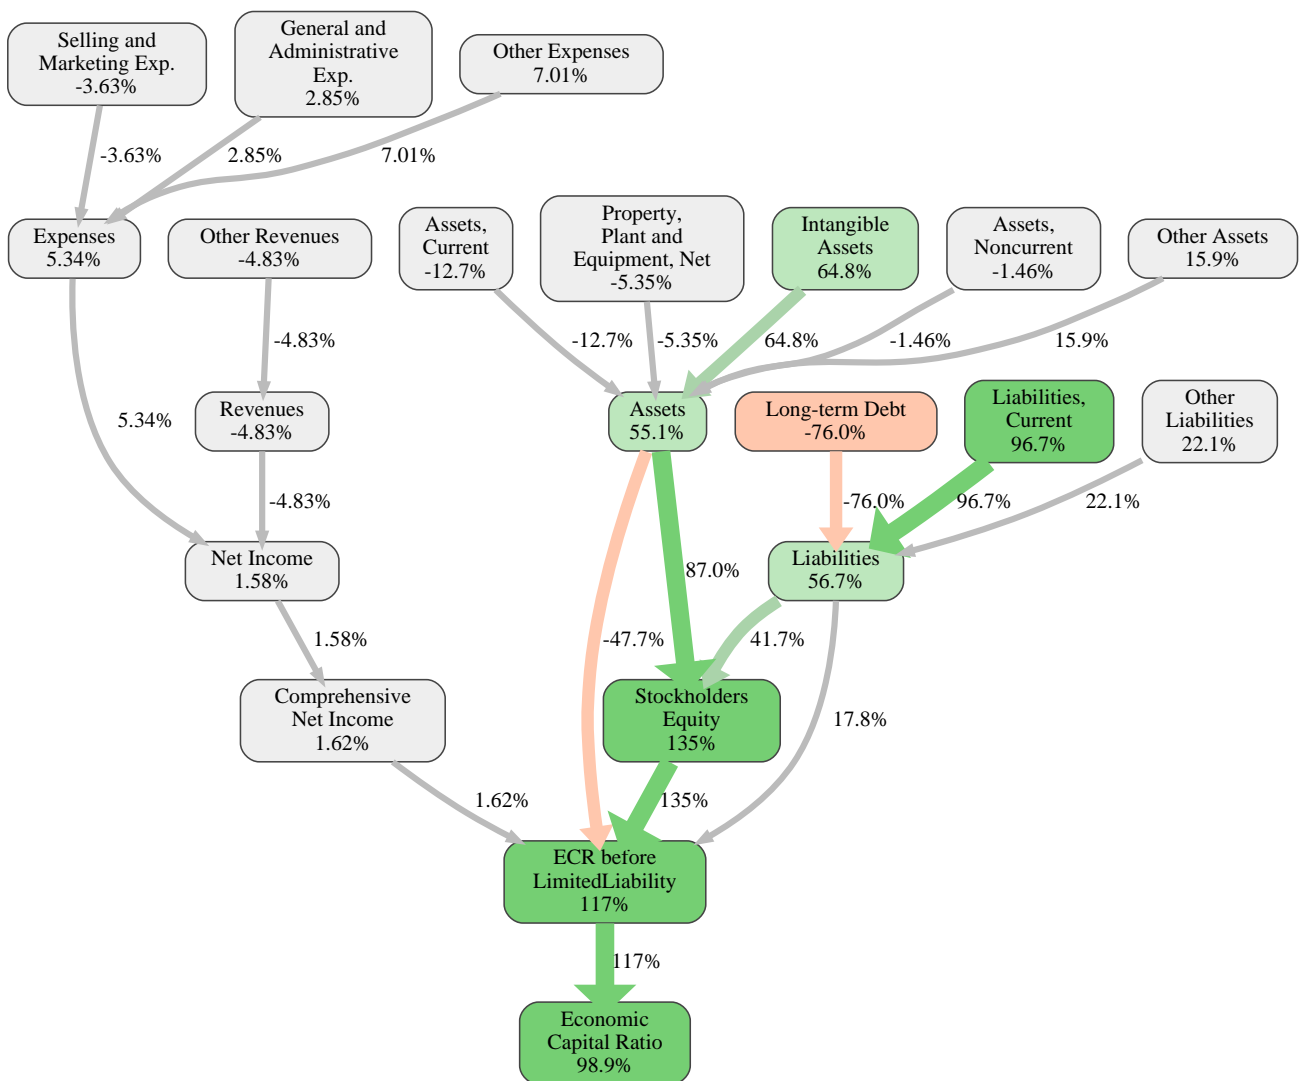 Selling and
Marketing Exp.
-3.63%
General and
Administrative
Exp.
2.85%
Other Expenses
7.01%
-3.63%
2.85%
7.01%
Expenses
5.34%
Other Revenues
-4.83%
Assets,
Current
-12.7%
Property,
Plant and
Equipment, Net
-5.35%
Intangible
Assets
64.8%
Assets,
Noncurrent
-1.46%
Other Assets
15.9%
-4.83%
-12.7%
-5.35%
64.8%
-1.46%
15.9%
5.34%
Revenues
-4.83%
Assets
55.1%
Long-term Debt
-76.0%
Liabilities,
Current
96.7%
Other
Liabilities
22.1%
-4.83%
-76.0%
96.7%
22.1%
Net Income
1.58%
87.0%
Liabilities
56.7%
1.58%
-47.7%
41.7%
Comprehensive
Net Income
1.62%
Stockholders
Equity
135%
17.8%
1.62%
135%
ECR before
LimitedLiability
117%
117%
Economic
Capital Ratio
98.9%